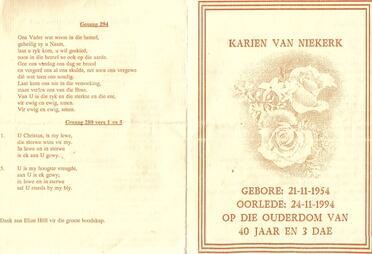 Gesang 294
Ons Vader wat woon in die hemel,
geheilig sy u Naam,
laat u ryk kom, u wil geskied,
soos in die hemel so ook op die aarde.
Gee ons vandag ons dag se brood
en vergeef ons al ons skulde, net soos ons vergewe
dié wat teen ons sondig.
Laat kom ons nie in die versoeking,
maar verlos ons van die Bose.
Van U is die ryk en die sterkte en die eer,
vir ewig en ewig, amen.
Vir ewig en ewig, amen.
Gesang 280 vers 1 en 5
1. U Christus, is my lewe,
die sterwe wins vir my.
In lewe en in sterwe
is ek aan U gewy.
5. U is my hoogste vreugde,
aan U is ek gewy;
in lewe en in sterwe
sal U steeds by my bly.
Dank aan Elize Hill vir die groot boodskap.
KARIEN VAN NIEKERK
GEBORE: 21-11-1954
OORLEDE: 24-11-1994
OP DIE OUDERDOM VAN
40 JAAR EN 3 DAE